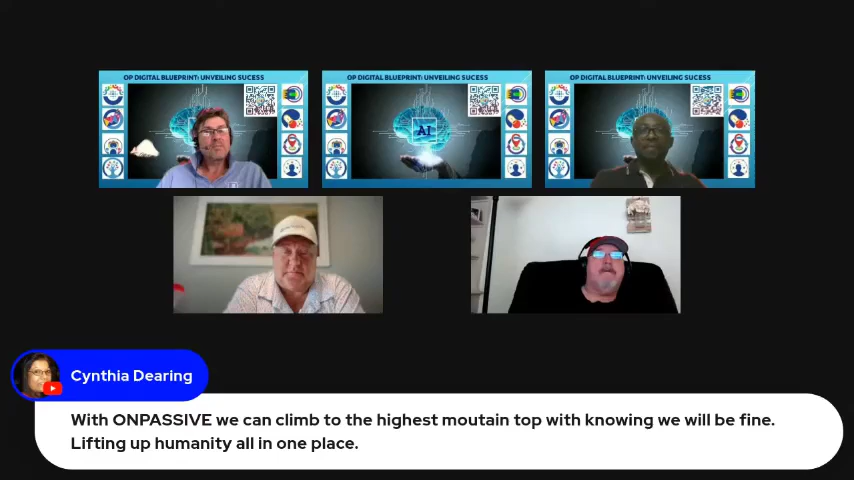 OP DIGITAL BLUEPRINT: UNVEILING SUCESS
OP DIGITAL BLUEPRINT: UNVEILING SUCESS
OP DIGITAL BLUEPRINT: UNVEILING SUCESS
AI
Cynthia Dearing
With ONPASSIVE we can climb to the highest moutain top with knowing we will be fine.
Lifting up humanity all in one place.